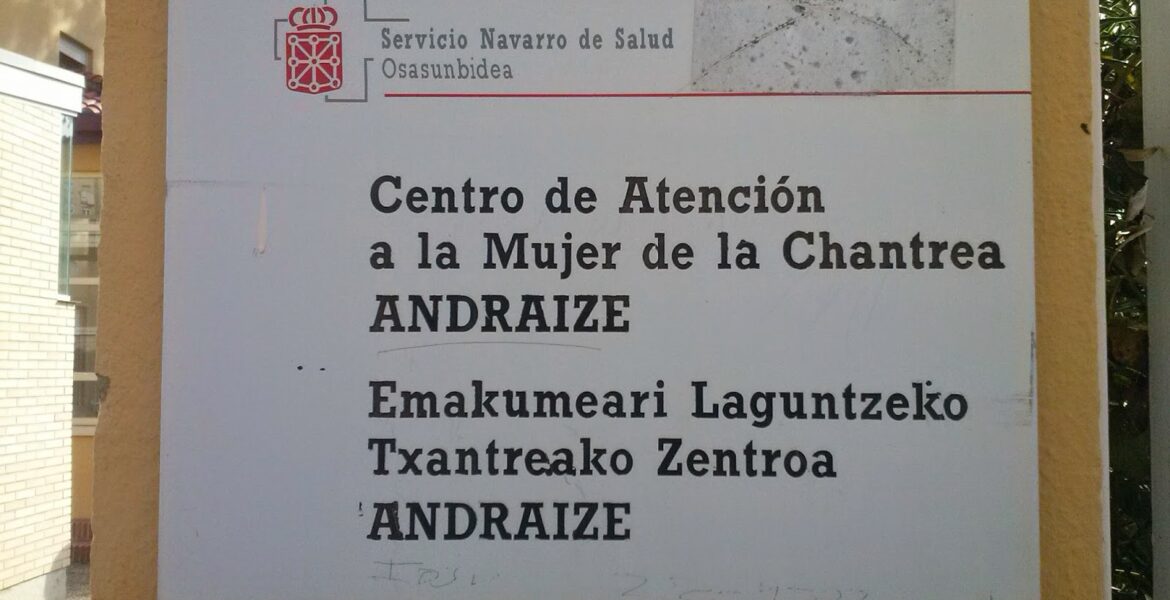 Servicio Navarro de Salud
Osasunbidea
Centro de Atención
a la Mujer de la Chantrea
ANDRAIZE
Emakumeari Laguntzeko
Txantreako Zentroa
ANDRAIZE